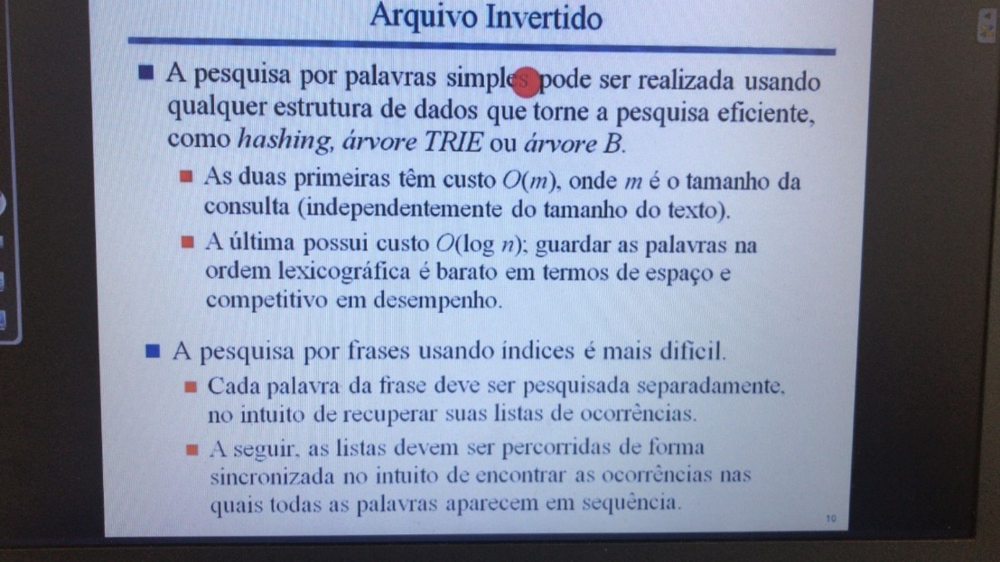 Arquivo Invertido
A pesquisa por palavras simples pode ser realizada usando
qualquer estrutura de dados que torne a pesquisa eficiente,
como hashing, árvore TRIE ou árvore B.
As duas primeiras têm custo O(m), onde m é o tamanho da
consulta (independentemente do tamanho do texto).
A última possui custo O(log n); guardar as palavras na
ordem lexicográfica é barato em termos de espaço e
competitivo em desempenho.
A pesquisa por frases usando índices é mais difícil.
Cada palavra da frase deve ser pesquisada separadamente,
no intuito de recuperar suas listas de ocorrências.
A seguir, as listas devem ser percorridas de forma
sincronizada no intuito de encontrar as ocorrências nas
quais todas as palavras aparecem em sequência.
10